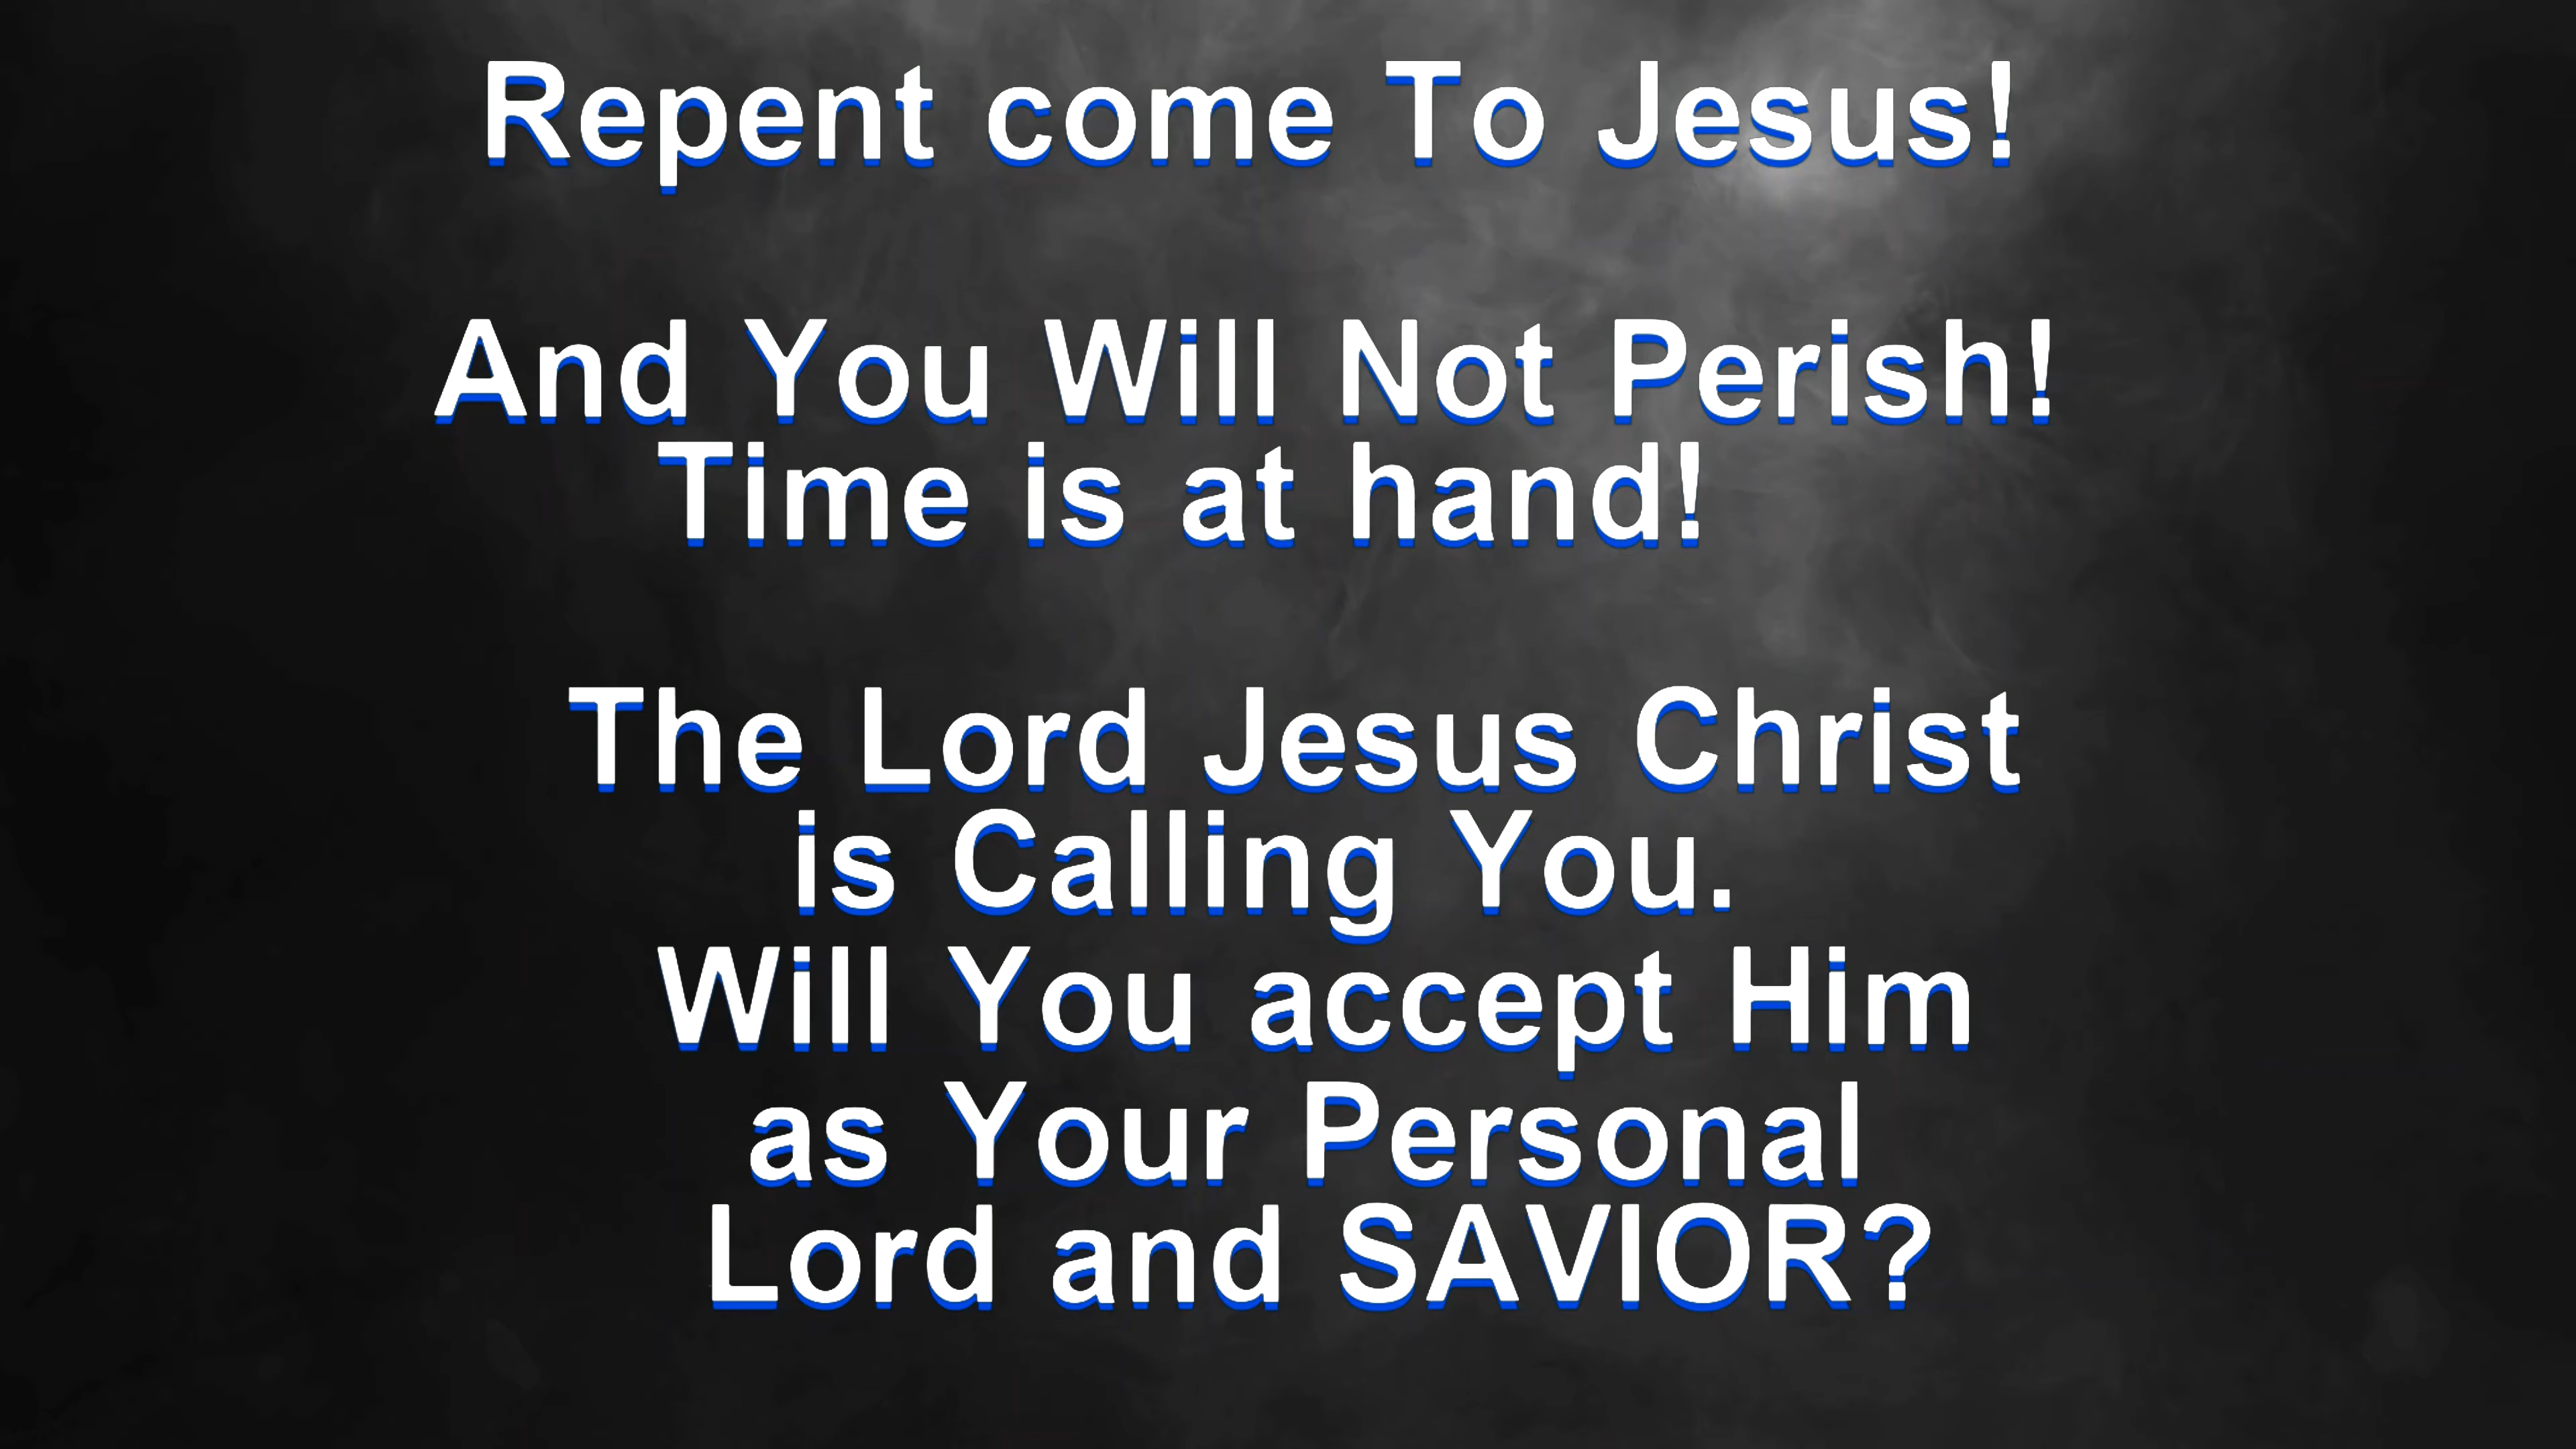 Repent come To Jesus!
And You Will Not Perish!
Time is at hand!
The Lord Jesus Christ
is Calling You.
Will You accept Him
as Your Personal
Lord and SAVIOR?